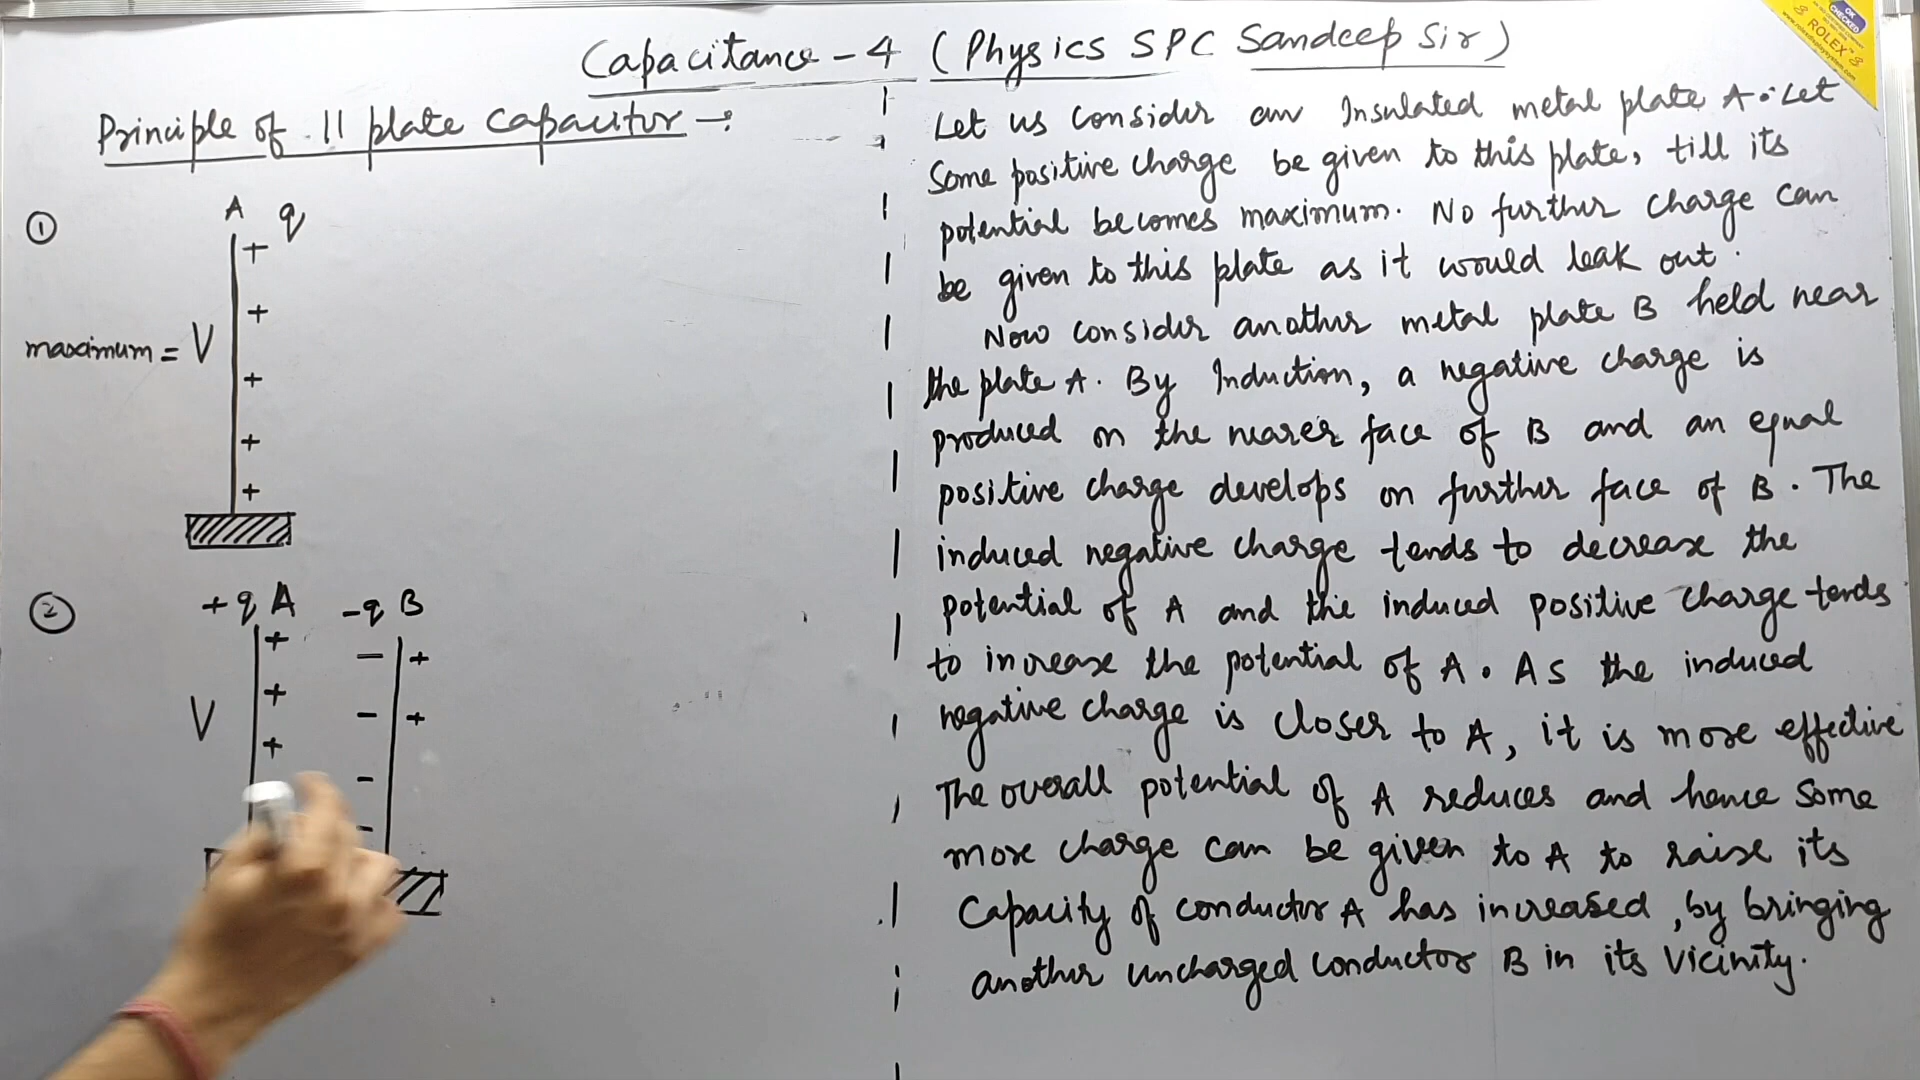 Capacitance - 4 (Physics SPC Sandeep Sir)
Principle of || plate capacitor →:
① 
A q
+
+
maximum = V
+
+
+
② 
+q A -q B
+ - +
V + - +
+ -
-
Let us consider an Insulated metal plate A. Let
Some positive charge be given to this plate, till its
potential becomes maximum. No further charge can
be given to this plate as it would leak out.
Now consider another metal plate B held near
the plate A. By Induction, a negative charge is
produced on the nearer face of B and an equal
positive charge develops on further face of B. The
induced negative charge tends to decrease the
potential of A and the induced positive charge tends
to increase the potential of A. As the induced
negative charge is closer to A, it is more effective
The overall potential of A reduces and hence some
more charge can be given to A to raise its
Capacity of conductor A has increased, by bringing
another uncharged conductor B in its vicinity.
OK
CHECKED
ROLEX